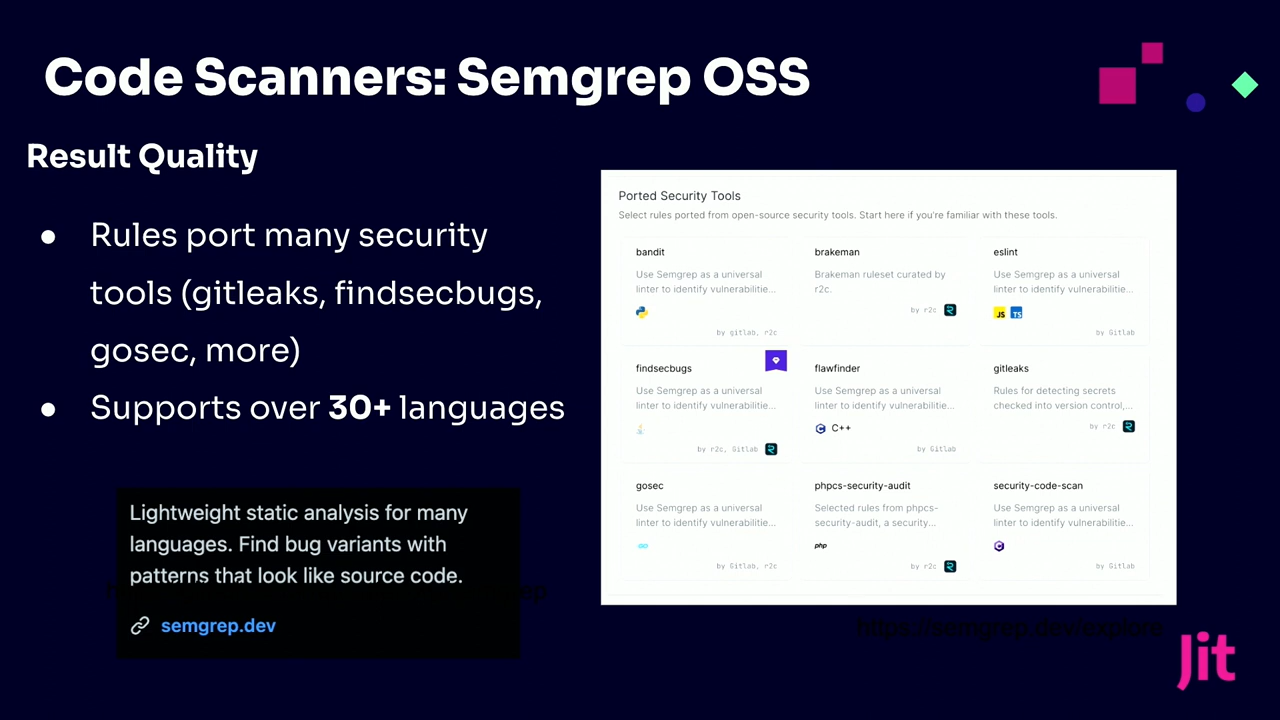 Code Scanners: Semgrep OSS
Result Quality
● Rules port many security
tools (gitleaks, findsecbugs,
gosec, more)
● Supports over 30+ languages
Lightweight static analysis for many
languages. Find bug variants with
patterns that look like source code.
semgrep.dev
Ported Security Tools
Select rules ported from open-source security tools. Start here if you're familiar with these tools.
bandit
Use Semgrep as a universal
linter to identify vulnerabilitie...
by gitlab, r2c
brakeman
Brakeman ruleset curated by
r2c.
by r2c
eslint
Use Semgrep as a universal
linter to identify vulnerabilitie...
JS TS
by Gitlab
findsecbugs
Use Semgrep as a universal
linter to identify vulnerabilitie...
by r2c, Gitlab
flawfinder
Use Semgrep as a universal
linter to identify vulnerabilitie...
C C++
by Gitlab
gitleaks
Rules for detecting secrets
checked into version control,...
by r2c
gosec
Use Semgrep as a universal
linter to identify vulnerabilitie...
GO
by Gitlab, r2c
phpcs-security-audit
Selected rules from phpcs-
security-audit, a security...
php
by r2c
security-code-scan
Use Semgrep as a universal
linter to identify vulnerabilitie...
by Gitlab
https://semgrep.dev/explore
Jit